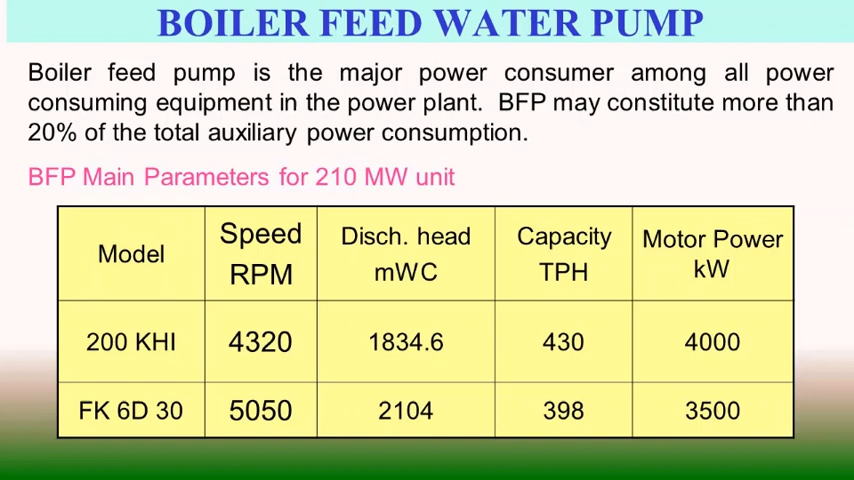 BOILER FEED WATER PUMP
Boiler feed pump is the major power consumer among all power
consuming equipment in the power plant. BFP may constitute more than
20% of the total auxiliary power consumption.
BFP Main Parameters for 210 MW unit
Model Speed RPM Disch. head mWC Capacity TPH Motor Power kW
200 KHI 4320 1834.6 430 4000
FK 6D 30 5050 2104 398 3500